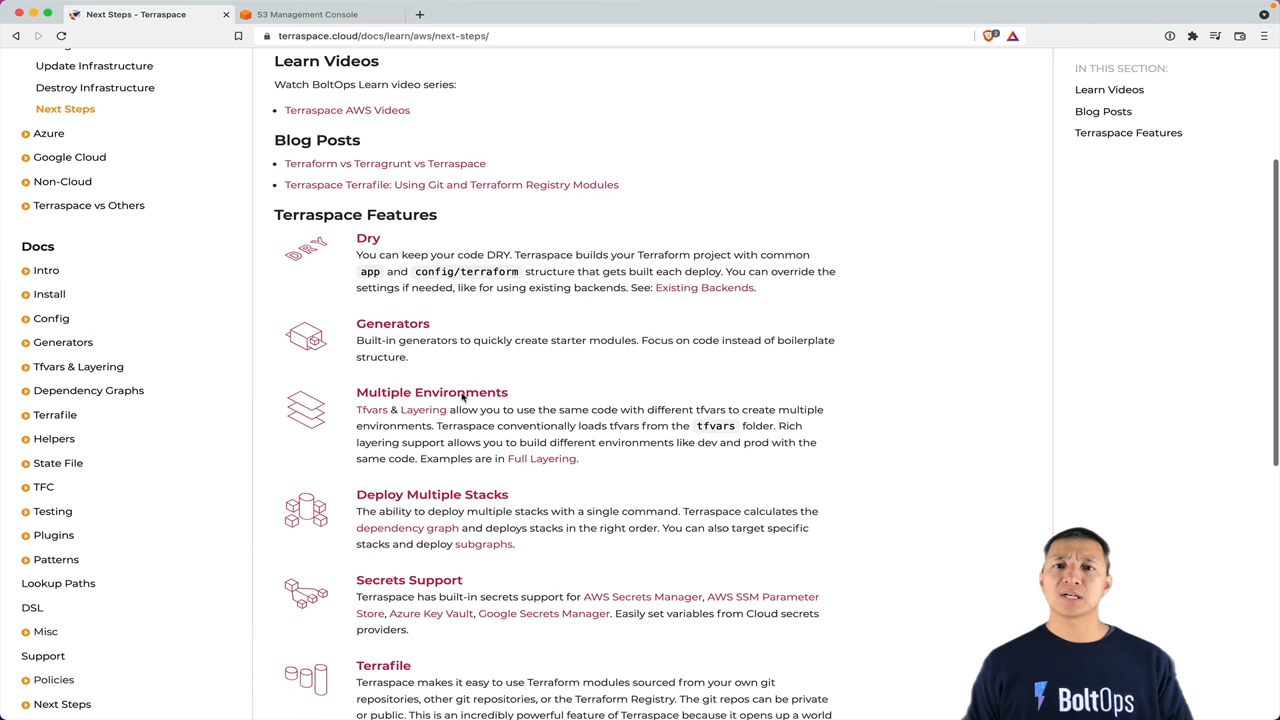 Next Steps - Terraspace
S3 Management Console
terraspace.cloud/docs/learn/aws/next-steps/
2
Update Infrastructure
Destroy Infrastructure
Next Steps
Azure
Google Cloud
Non-Cloud
Terraspace vs Others
Docs
Intro
Install
Config
Generators
Tfvars & Layering
Dependency Graphs
Terrafile
Helpers
State File
TFC
Testing
Plugins
Patterns
Lookup Paths
DSL
Misc
Support
Policies
Next Steps
Learn Videos
Watch BoltOps Learn video series:
Terraspace AWS Videos
Blog Posts
Terraform vs Terragrunt vs Terraspace
Terraspace Terrafile: Using Git and Terraform Registry Modules
Terraspace Features
DRY
Dry
You can keep your code DRY. Terraspace builds your Terraform project with common
app and config/terraform structure that gets built each deploy. You can override the
settings if needed, like for using existing backends. See: Existing Backends.
Generators
Built-in generators to quickly create starter modules. Focus on code instead of boilerplate
structure.
Multiple Environments
Tfvars & Layering allow you to use the same code with different tfvars to create multiple
environments. Terraspace conventionally loads tfvars from the tfvars folder. Rich
layering support allows you to build different environments like dev and prod with the
same code. Examples are in Full Layering.
Deploy Multiple Stacks
The ability to deploy multiple stacks with a single command. Terraspace calculates the
dependency graph and deploys stacks in the right order. You can also target specific
stacks and deploy subgraphs.
Secrets Support
Terraspace has built-in secrets support for AWS Secrets Manager, AWS SSM Parameter
Store, Azure Key Vault, Google Secrets Manager. Easily set variables from Cloud secrets
providers.
Terrafile
Terraspace makes it easy to use Terraform modules sourced from your own git
repositories, other git repositories, or the Terraform Registry. The git repos can be private
or public. This is an incredibly powerful feature of Terraspace because it opens up a world
IN THIS SECTION:
Learn Videos
Blog Posts
Terraspace Features
BoltOps